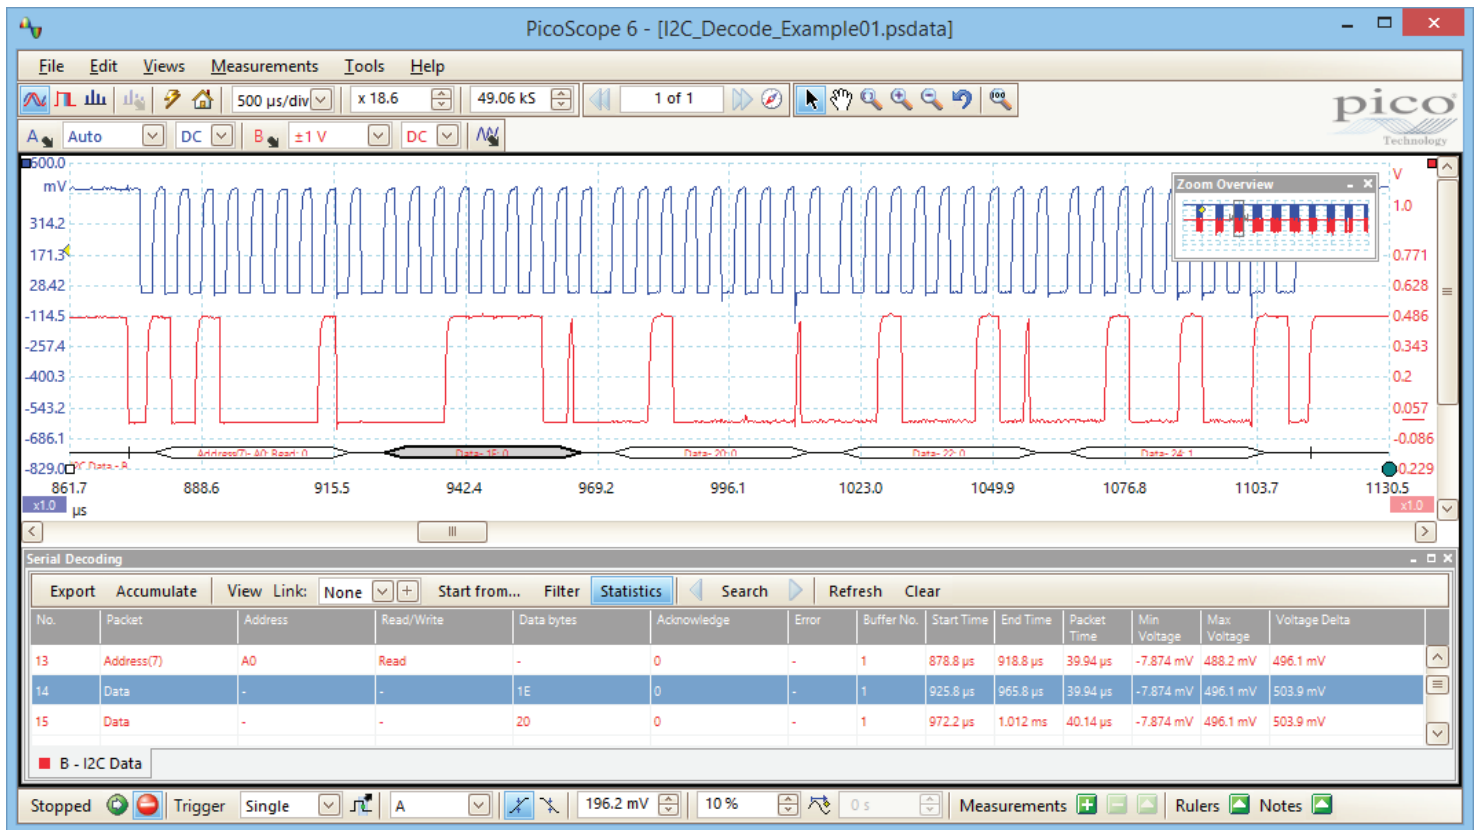 PicoScope 6 - [I2C_Decode_Example01.psdata]
File Edit Views Measurements Tools Help
500 µs/div x 18.6 49.06 kS 1 of 1
pico
Technology
A Auto DC B ±1 V DC
600.0
mV
314.2
171.3
28.42
-114.5
-257.4
-400.3
-543.2
-686.1
-829.0
V
1.0
0.771
0.628
0.486
0.343
0.2
0.057
-0.086
0.229
Zoom Overview
Address(7)- A0: Read: 0 Data- 1E: 0 Data- 20: 0 Data- 22: 0 Data- 24: 1
I2C Data - B
861.7 888.6 915.5 942.4 969.2 996.1 1023.0 1049.9 1076.8 1103.7 1130.5
x1.0 µs x1.0
Serial Decoding
Export Accumulate View Link: None Start from... Filter Statistics Search Refresh Clear
No. Packet Address Read/Write Data bytes Acknowledge Error Buffer No. Start Time End Time Packet Time Min Voltage Max Voltage Voltage Delta
13 Address(7) A0 Read - 0 - 1 878.8 µs 918.8 µs 39.94 µs -7.874 mV 488.2 mV 496.1 mV
14 Data - - 1E 0 - 1 925.8 µs 965.8 µs 39.94 µs -7.874 mV 496.1 mV 503.9 mV
15 Data - - 20 0 - 1 972.2 µs 1.012 ms 40.14 µs -7.874 mV 496.1 mV 503.9 mV
B - I2C Data
Stopped Trigger Single A 196.2 mV 10 % 0 s Measurements Rulers Notes